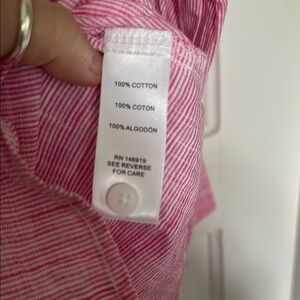 100% COTTON
100% COTON
100% ALGODÓN
RN 146919
SEE REVERSE
FOR CARE